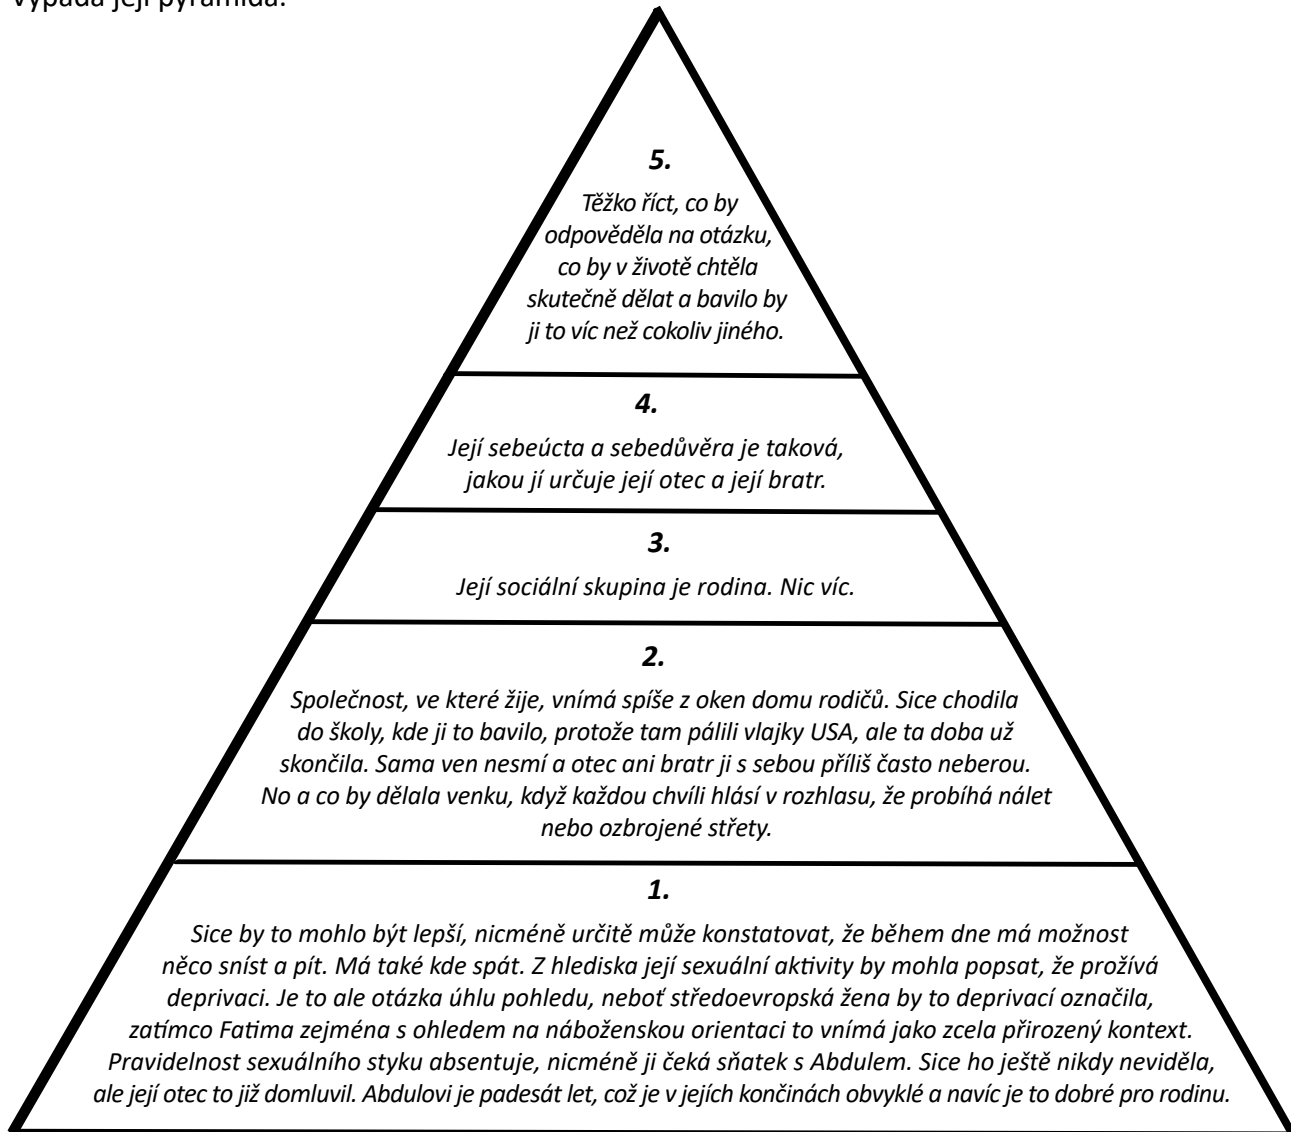 vypadá její pyramida:
5.
Těžko říct, co by
odpověděla na otázku,
co by v životě chtěla
skutečně dělat a bavilo by
ji to víc než cokoliv jiného.
4.
Její sebeúcta a sebedůvěra je taková,
jakou jí určuje její otec a její bratr.
3.
Její sociální skupina je rodina. Nic víc.
2.
Společnost, ve které žije, vnímá spíše z oken domu rodičů. Sice chodila
do školy, kde ji to bavilo, protože tam pálili vlajky USA, ale ta doba už
skončila. Sama ven nesmí a otec ani bratr ji s sebou příliš často neberou.
No a co by dělala venku, když každou chvíli hlásí v rozhlasu, že probíhá nálet
nebo ozbrojené střety.
1.
Sice by to mohlo být lepší, nicméně určitě může konstatovat, že během dne má možnost
něco sníst a pít. Má také kde spát. Z hlediska její sexuální aktivity by mohla popsat, že prožívá
deprivaci. Je to ale otázka úhlu pohledu, neboť středoevropská žena by to deprivací označila,
zatímco Fatima zejména s ohledem na náboženskou orientaci to vnímá jako zcela přirozený kontext.
Pravidelnost sexuálního styku absentuje, nicméně ji čeká sňatek s Abdulem. Sice ho ještě nikdy neviděla,
ale její otec to již domluvil. Abdulovi je padesát let, což je v jejích končinách obvyklé a navíc je to dobré pro rodinu.